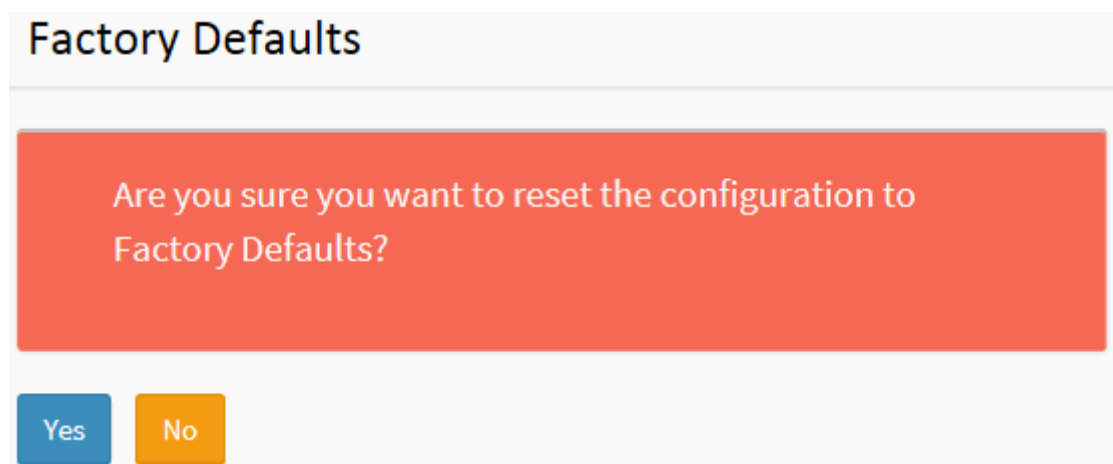 Factory Defaults
Are you sure you want to reset the configuration to
Factory Defaults?
Yes No